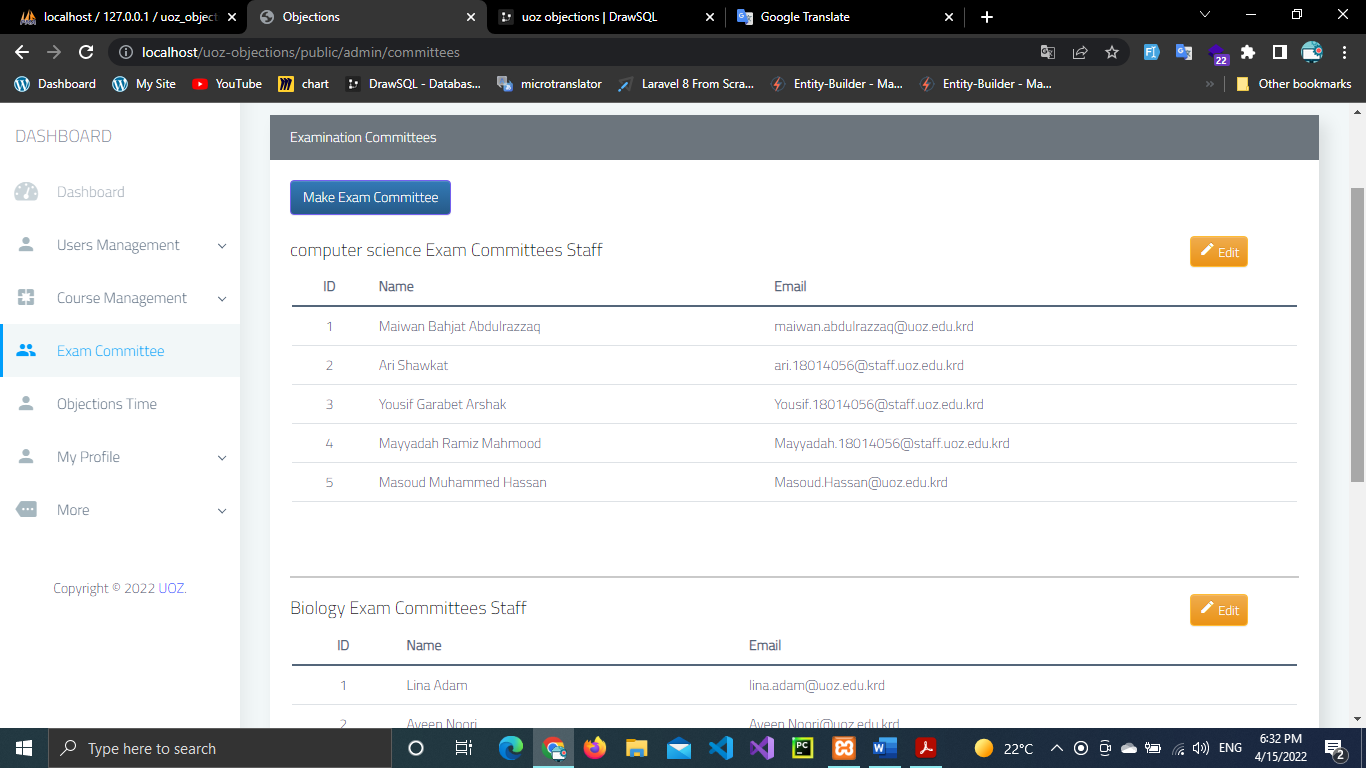 localhost / 127.0.0.1 / uoz_object
Objections
uoz objections | DrawSQL
Google Translate
localhost/uoz-objections/public/admin/committees
22
Dashboard
My Site
YouTube
chart
DrawSQL - Databas...
microtranslator
Laravel 8 From Scra...
Entity-Builder - Ma...
Entity-Builder - Ma...
Other bookmarks
DASHBOARD
Dashboard
Users Management
Course Management
Exam Committee
Objections Time
My Profile
More
Copyright © 2022 UOZ.
Examination Committees
Make Exam Committee
computer science Exam Committees Staff
Edit
ID Name Email
1 Maiwan Bahjat Abdulrazzaq maiwan.abdulrazzaq@uoz.edu.krd
2 Ari Shawkat ari.18014056@staff.uoz.edu.krd
3 Yousif Garabet Arshak Yousif.18014056@staff.uoz.edu.krd
4 Mayyadah Ramiz Mahmood Mayyadah.18014056@staff.uoz.edu.krd
5 Masoud Muhammed Hassan Masoud.Hassan@uoz.edu.krd
Biology Exam Committees Staff
Edit
ID Name Email
1 Lina Adam lina.adam@uoz.edu.krd
2 Aveen Noori Aveen.Noori@uoz.edu.krd
Type here to search
22°C
ENG
6:32 PM
4/15/2022
2